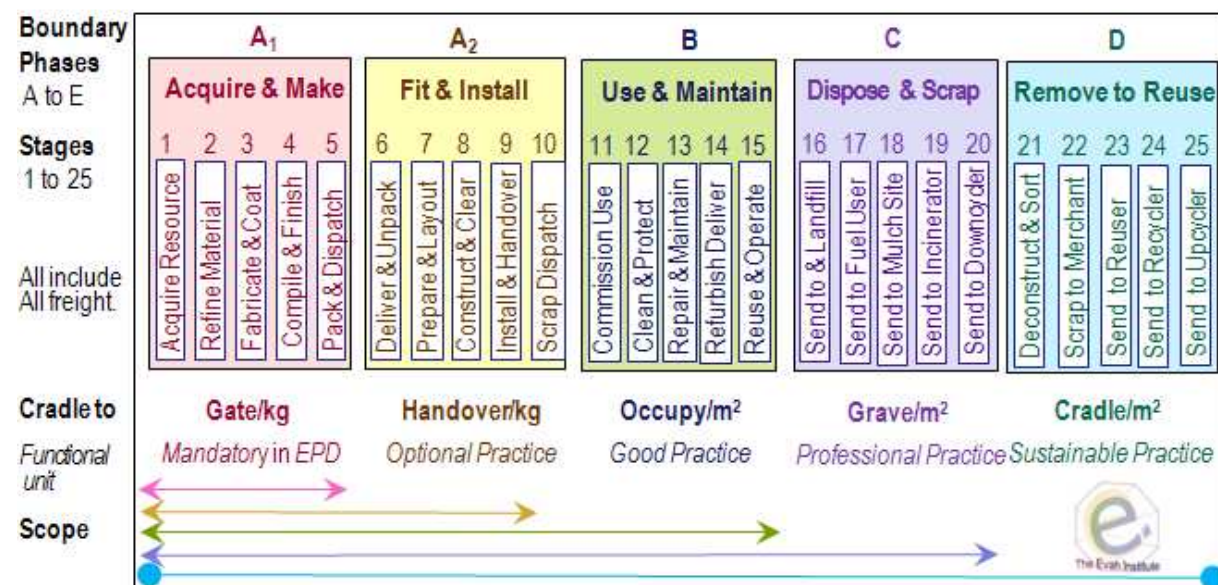 Boundary
Phases
A to E
A1 A2 B C D
Acquire & Make Fit & Install Use & Maintain Dispose & Scrap Remove to Reuse
Stages
1 to 25
1 2 3 4 5 6 7 8 9 10 11 12 13 14 15 16 17 18 19 20 21 22 23 24 25
Acquire Resource
Refine Material
Fabricate & Coat
Compile & Finish
Pack & Dispatch
Deliver & Unpack
Prepare & Layout
Construct & Clear
Install & Handover
Scrap Dispatch
Commission Use
Clean & Protect
Repair & Maintain
Refurbish Deliver
Reuse & Operate
Send to Landfill
Send to Fuel User
Send to Mulch Site
Send to Incinerator
Send to Downcycler
Deconstruct & Sort
Scrap to Merchant
Send to Reuser
Send to Recycler
Send to Upcycler
All include
All freight.
Cradle to Gate/kg Handover/kg Occupy/m² Grave/m² Cradle/m²
Functional
unit
Mandatory in EPD Optional Practice Good Practice Professional Practice Sustainable Practice
Scope
e.
The Evah Institute